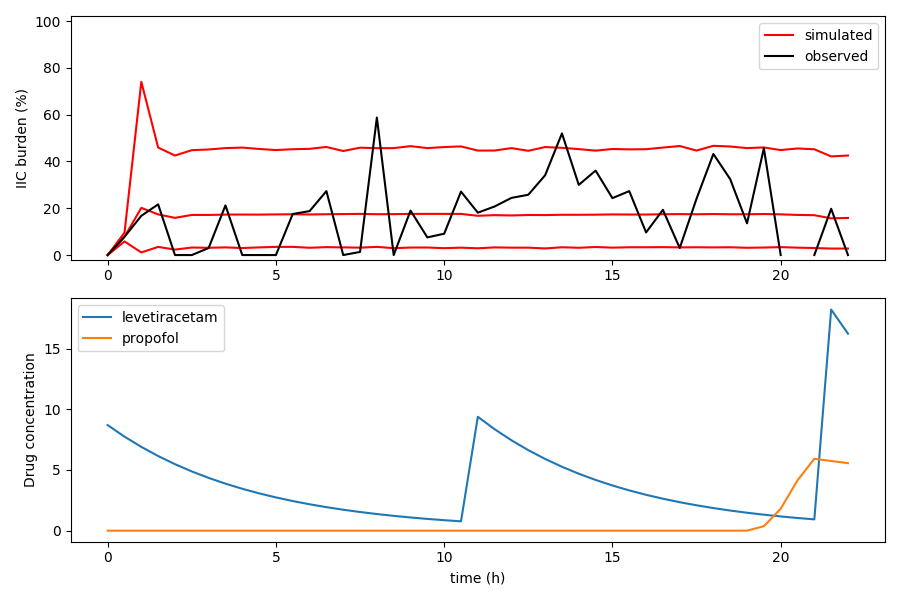 IIC burden (%)
100
80
60
40
20
0
simulated
observed
0 5 10 15 20
Drug concentration
15
10
5
0
levetiracetam
propofol
0 5 10 15 20
time (h)